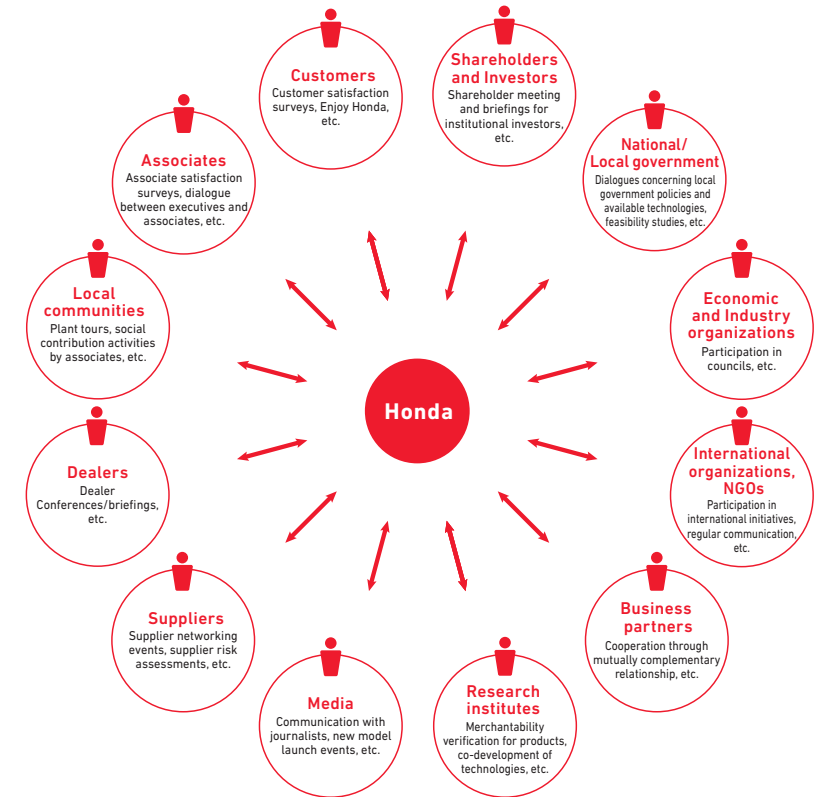 Customers
Customer satisfaction
surveys, Enjoy Honda,
etc.
Shareholders
and Investors
Shareholder meeting
and briefings for
institutional investors,
etc.
National/
Local government
Dialogues concerning local
government policies and
available technologies,
feasibility studies, etc.
Economic
and Industry
organizations
Participation in
councils, etc.
International
organizations,
NGOs
Participation in
international initiatives,
regular communication,
etc.
Business
partners
Cooperation through
mutually complementary
relationship, etc.
Research
institutes
Merchantability
verification for products,
co-development of
technologies, etc.
Media
Communication with
journalists, new model
launch events, etc.
Suppliers
Supplier networking
events, supplier risk
assessments, etc.
Dealers
Dealer
Conferences/briefings,
etc.
Local
communities
Plant tours, social
contribution activities
by associates, etc.
Associates
Associate satisfaction
surveys, dialogue
between executives and
associates, etc.
Honda